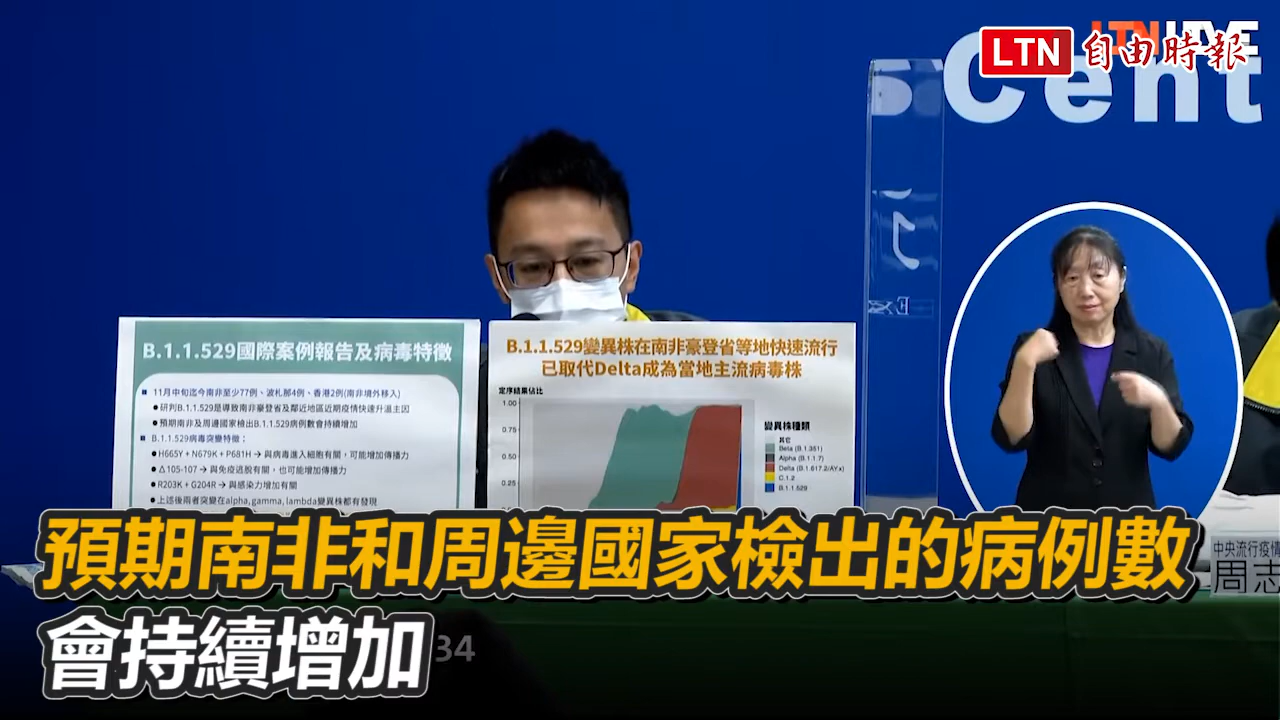 LTN LIVE
LTN 自由時報
s Cent
B.1.1.529國際案例報告及病毒特徵
11月中旬迄今南非至少77例、波札那4例、香港2例(南非境外移入)
研判B.1.1.529是導致南非豪登省及鄰近地區近期疫情快速升溫主因
預期南非及周邊國家檢出B.1.1.529病例數會持續增加
B.1.1.529病毒突變特徵：
H665Y + N679K + P681H → 與病毒進入細胞有關，可能增加傳播力
Δ105-107 → 與免疫逃脫有關，也可能增加傳播力
R203K + G204R → 與感染力增加有關
上述後兩者突變在alpha, gamma, lambda變異株都有發現
B.1.1.529變異株在南非豪登省等地快速流行
已取代Delta成為當地主流病毒株
定序結果佔比
1.00
0.75
0.50
0.25
變異株種類
其它
Beta (B.1.351)
Alpha (B.1.1.7)
Delta (B.1.617.2/AY.x)
C.1.2
B.1.1.529
中央流行疫情
周志
預期南非和周邊國家檢出的病例數
會持續增加
34